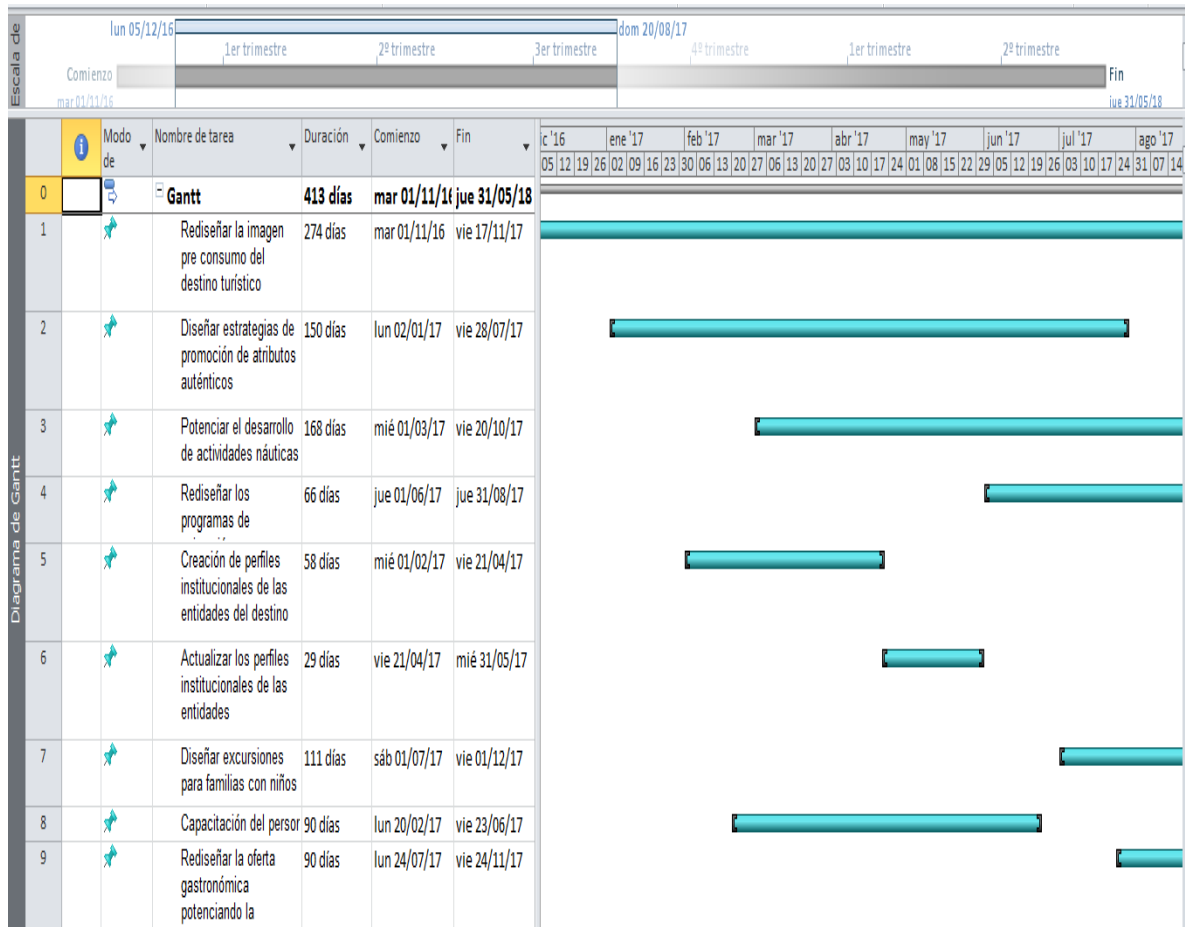 Escala de
lun 05/12/16
dom 20/08/17
1er trimestre
2º trimestre
3er trimestre
4º trimestre
1er trimestre
2º trimestre
Comienzo
Fin
mar 01/11/16
jue 31/05/18
Diagrama de Gantt
Modo de
Nombre de tarea
Duración
Comienzo
Fin
ic '16
ene '17
feb '17
mar '17
abr '17
may '17
jun '17
jul '17
ago '17
05 12 19 26 02 09 16 23 30 06 13 20 27 06 13 20 27 03 10 17 24 01 08 15 22 29 05 12 19 26 03 10 17 24 31 07 14
0 Gantt 413 días mar 01/11/16 jue 31/05/18
1 Rediseñar la imagen 274 días mar 01/11/16 vie 17/11/17
pre consumo del
destino turístico
2 Diseñar estrategias de 150 días lun 02/01/17 vie 28/07/17
promoción de atributos
auténticos
3 Potenciar el desarrollo 168 días mié 01/03/17 vie 20/10/17
de actividades náuticas
4 Rediseñar los 66 días jue 01/06/17 jue 31/08/17
programas de
5 Creación de perfiles 58 días mié 01/02/17 vie 21/04/17
institucionales de las
entidades del destino
6 Actualizar los perfiles 29 días vie 21/04/17 mié 31/05/17
institucionales de las
entidades
7 Diseñar excursiones 111 días sáb 01/07/17 vie 01/12/17
para familias con niños
8 Capacitación del persor 90 días lun 20/02/17 vie 23/06/17
9 Rediseñar la oferta 90 días lun 24/07/17 vie 24/11/17
gastronómica
potenciando la